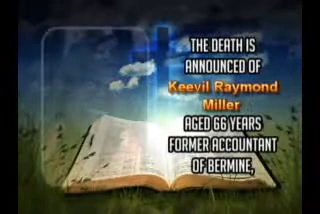 THE DEATH IS
ANNOUNCED OF
Keevil Raymond
Miller
AGED 66 YEARS
FORMER ACCOUNTANT
OF BERMINE,